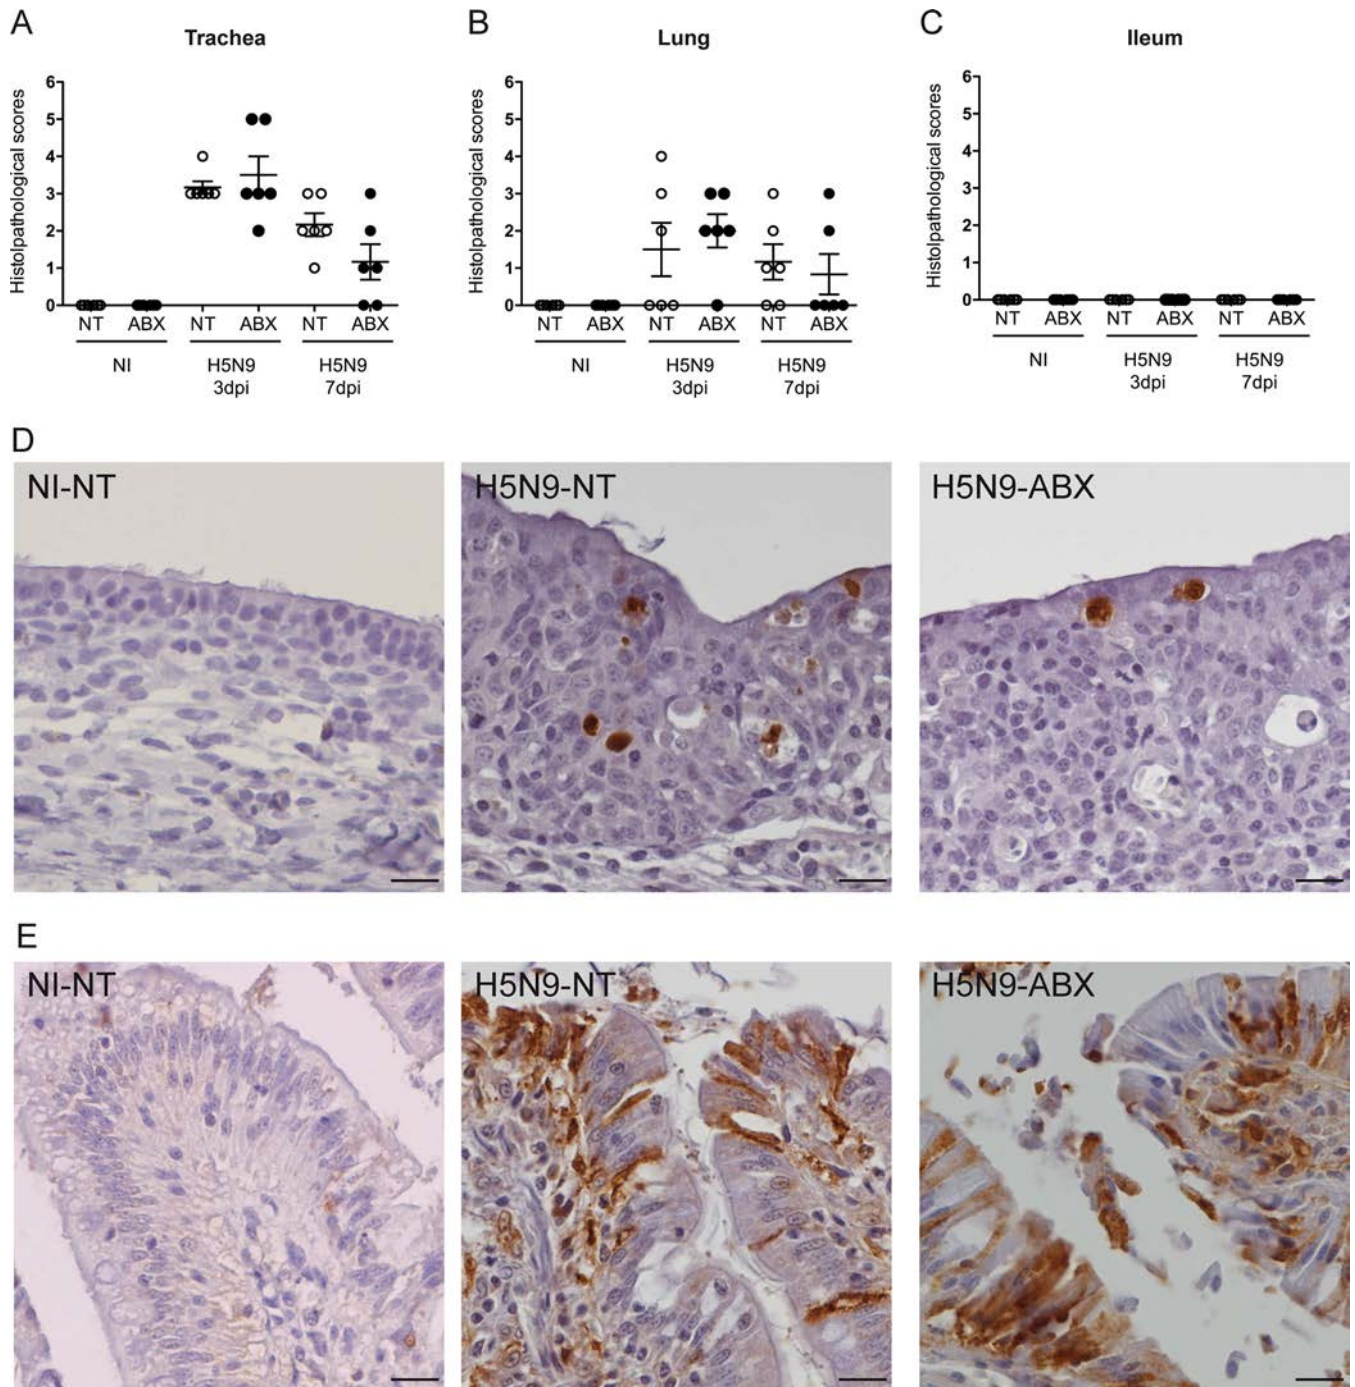 A
Trachea
Histolpathological scores
6
5
4
3
2
1
0
NT ABX NT ABX NT ABX
NI H5N9 H5N9
3dpi 7dpi
B
Lung
Histolpathological scores
6
5
4
3
2
1
0
NT ABX NT ABX NT ABX
NI H5N9 H5N9
3dpi 7dpi
C
Ileum
Histolpathological scores
6
5
4
3
2
1
0
NT ABX NT ABX NT ABX
NI H5N9 H5N9
3dpi 7dpi
D
NI-NT
H5N9-NT
H5N9-ABX
E
NI-NT
H5N9-NT
H5N9-ABX